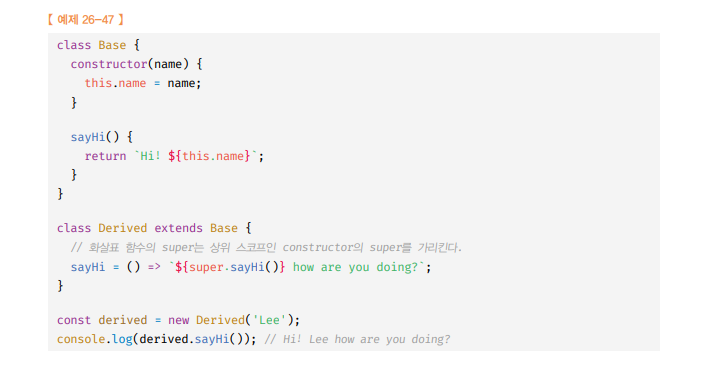 【 예제 26-47 】
class Base {
  constructor(name) {
    this.name = name;
  }

  sayHi() {
    return `Hi! ${this.name}`;
  }
}

class Derived extends Base {
  // 화살표 함수의 super는 상위 스코프인 constructor의 super를 가리킨다.
  sayHi = () => `${super.sayHi()} how are you doing?`;
}

const derived = new Derived('Lee');
console.log(derived.sayHi()); // Hi! Lee how are you doing?